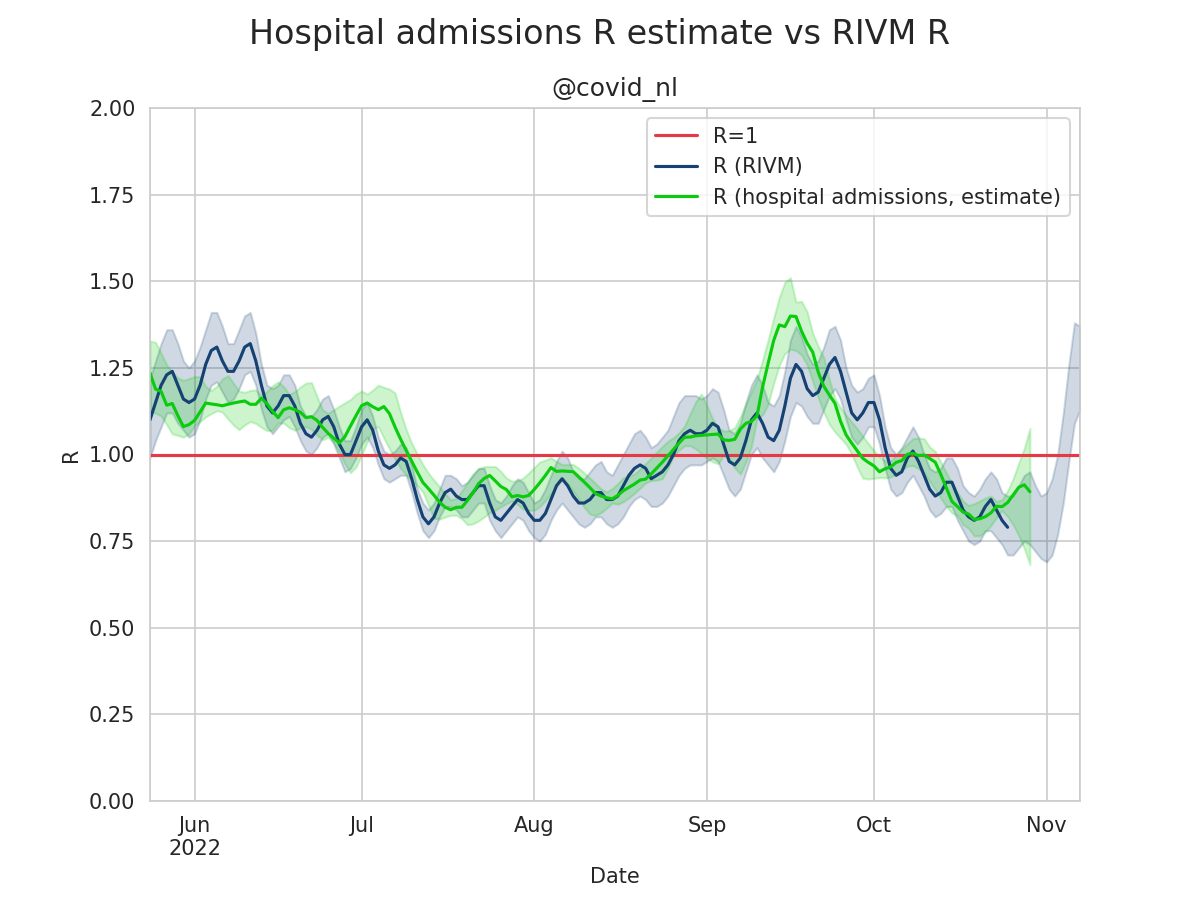 Hospital admissions R estimate vs RIVM R
@covid_nl
R=1
R (RIVM)
R (hospital admissions, estimate)
2.00
1.75
1.50
1.25
1.00
0.75
0.50
0.25
0.00
R
Jun Jul Aug Sep Oct Nov
2022
Date